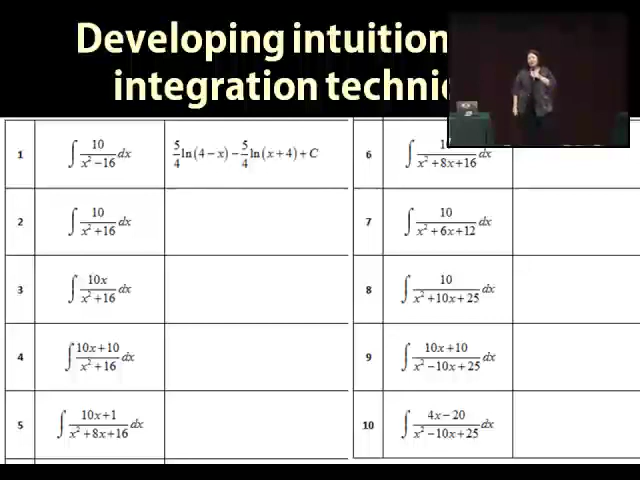 Developing intuition
integration
1 ∫ 10/(x² − 16) dx 5/4 ln(4 − x) − 5/4 ln(x + 4) + C
2 ∫ 10/(x² + 16) dx
3 ∫ 10x/(x² + 16) dx
4 ∫ (10x + 10)/(x² + 16) dx
5 ∫ (10x + 1)/(x² + 8x + 16) dx
6 ∫ /(x² + 8x + 16) dx
7 ∫ 10/(x² + 6x + 12) dx
8 ∫ 10/(x² + 10x + 25) dx
9 ∫ (10x + 10)/(x² − 10x + 25) dx
10 ∫ (4x − 20)/(x² − 10x + 25) dx